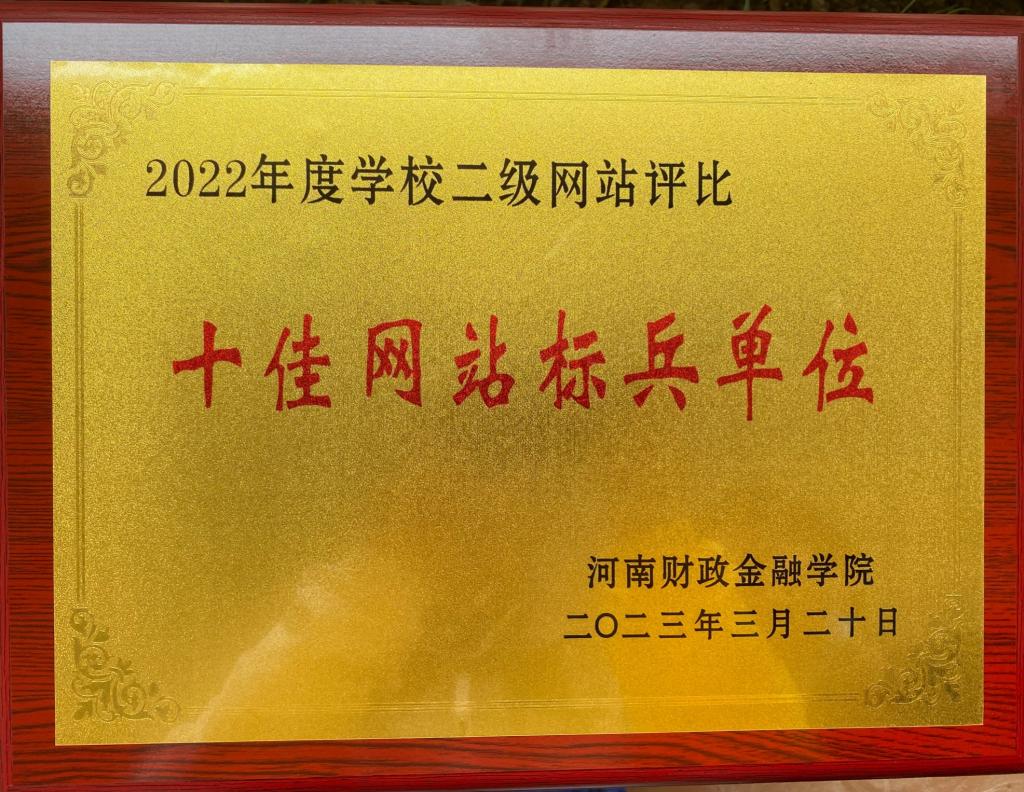 2022年度学校二级网站评比
十佳网站标兵单位
河南财政金融学院
二〇二三年三月二十日